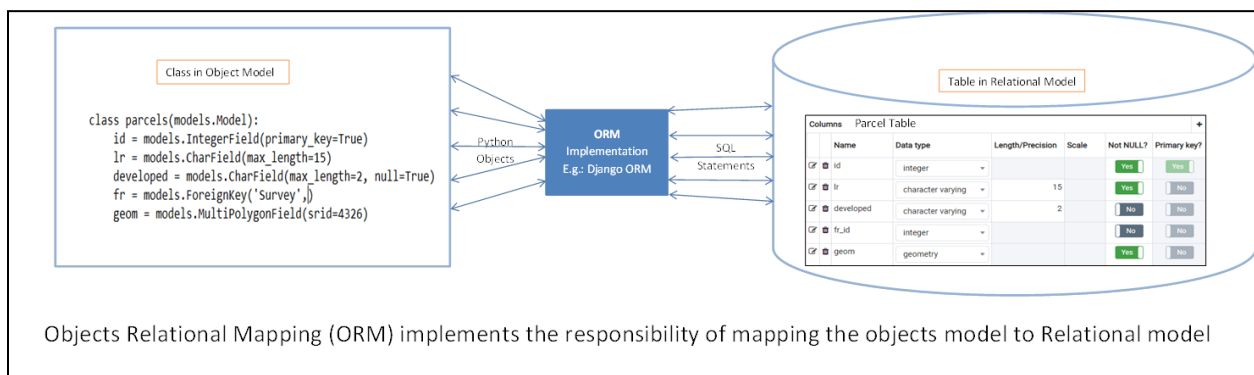 Class in Object Model
class parcels(models.Model):
id = models.IntegerField(primary_key=True)
lr = models.CharField(max_length=15)
developed = models.CharField(max_length=2, null=True)
fr = models.ForeignKey('Survey',)
geom = models.MultiPolygonField(srid=4326)
Python
Objects
ORM
Implementation
E.g.: Django ORM
SQL
Statements
Table in Relational Model
Columns Parcel Table +
Name Data type Length/Precision Scale Not NULL? Primary key?
id integer Yes Yes
lr character varying 15 Yes No
developed character varying 2 No No
fr_id integer No No
geom geometry Yes No
Objects Relational Mapping (ORM) implements the responsibility of mapping the objects model to Relational model